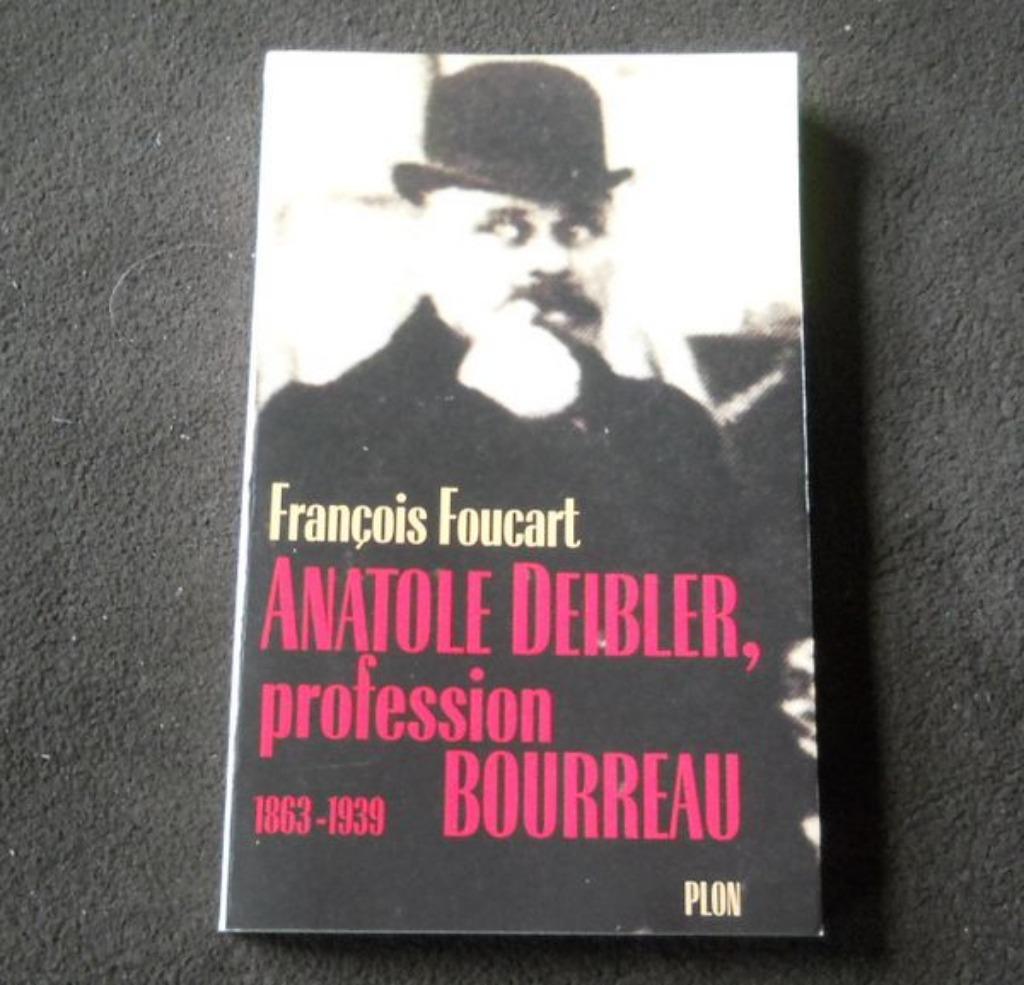 François Foucart
ANATOLE DEIBLER,
profession
BOURREAU
1863-1939
PLON